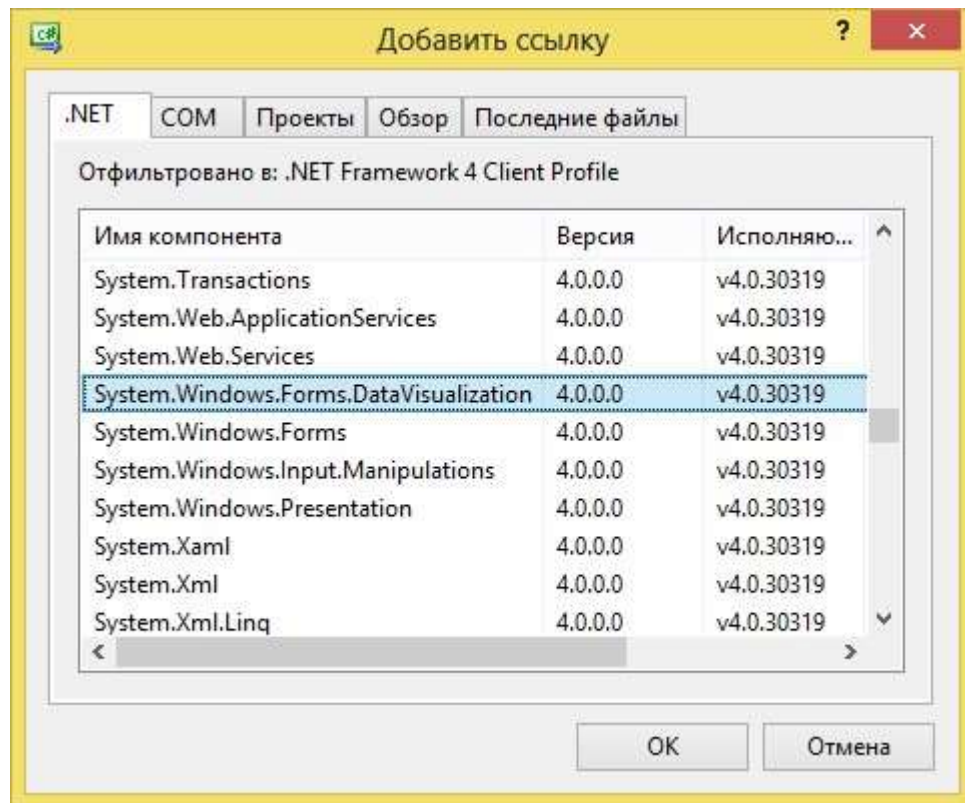 C#
Добавить ссылку
? ×
.NET COM Проекты Обзор Последние файлы
Отфильтровано в: .NET Framework 4 Client Profile
Имя компонента Версия Исполняю...
System.Transactions 4.0.0.0 v4.0.30319
System.Web.ApplicationServices 4.0.0.0 v4.0.30319
System.Web.Services 4.0.0.0 v4.0.30319
System.Windows.Forms.DataVisualization 4.0.0.0 v4.0.30319
System.Windows.Forms 4.0.0.0 v4.0.30319
System.Windows.Input.Manipulations 4.0.0.0 v4.0.30319
System.Windows.Presentation 4.0.0.0 v4.0.30319
System.Xaml 4.0.0.0 v4.0.30319
System.Xml 4.0.0.0 v4.0.30319
System.Xml.Linq 4.0.0.0 v4.0.30319
OK Отмена